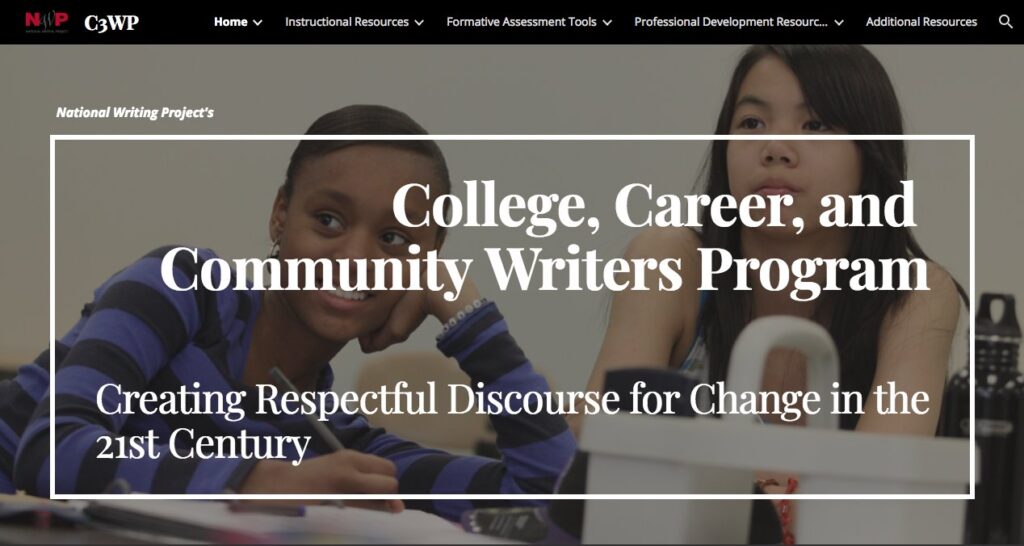 NWP
NATIONAL WRITING PROJECT
C3WP
Home
Instructional Resources
Formative Assessment Tools
Professional Development Resourc...
Additional Resources
National Writing Project's
College, Career, and
Community Writers Program
Creating Respectful Discourse for Change in the
21st Century